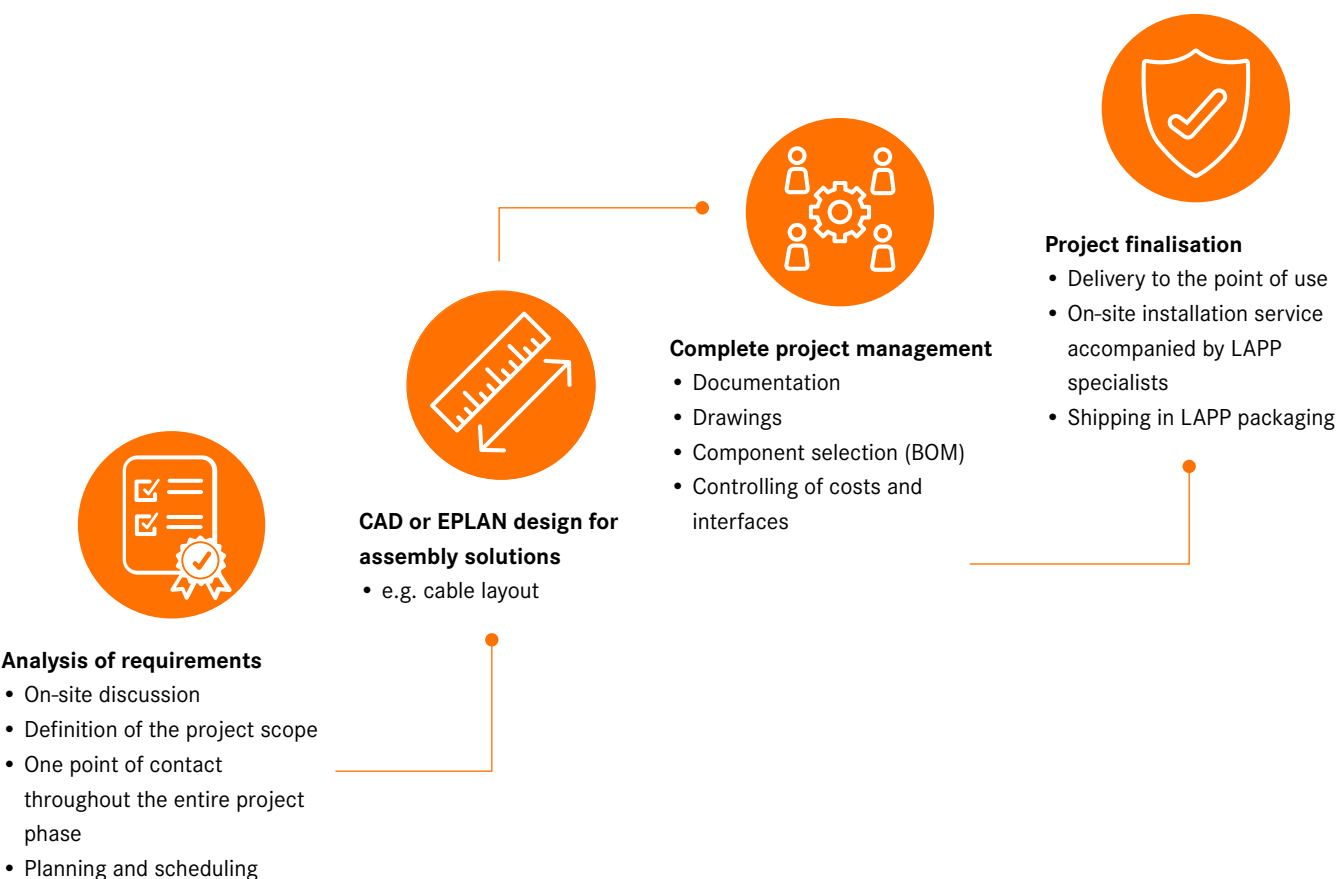 Analysis of requirements
• On-site discussion
• Definition of the project scope
• One point of contact
throughout the entire project
phase
• Planning and scheduling
CAD or EPLAN design for
assembly solutions
• e.g. cable layout
Complete project management
• Documentation
• Drawings
• Component selection (BOM)
• Controlling of costs and
interfaces
Project finalisation
• Delivery to the point of use
• On-site installation service
accompanied by LAPP
specialists
• Shipping in LAPP packaging